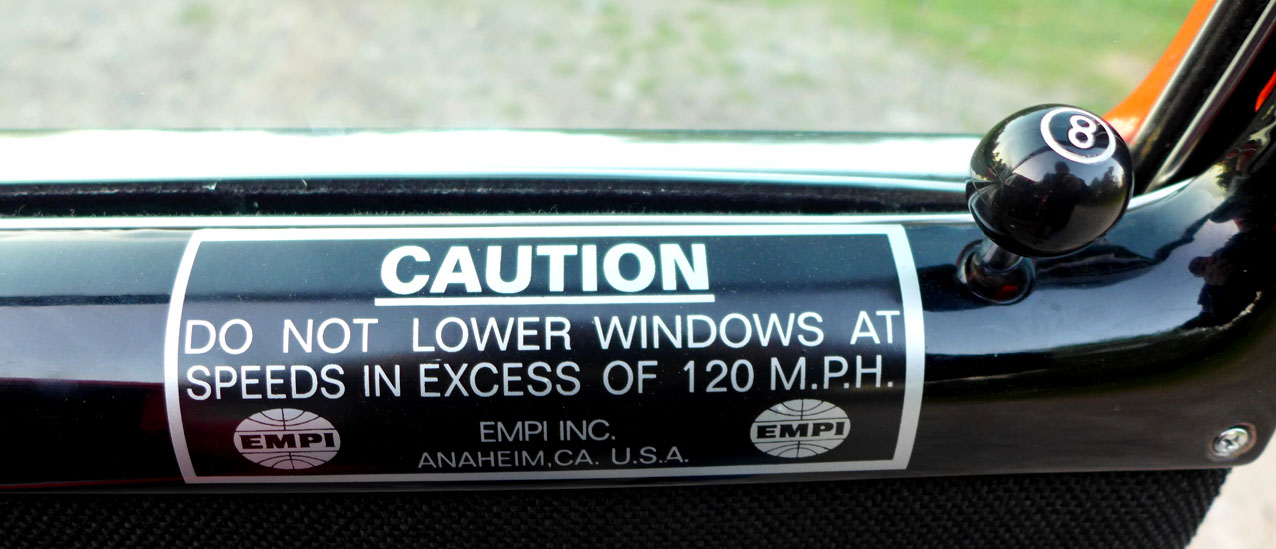 8
CAUTION
DO NOT LOWER WINDOWS AT
SPEEDS IN EXCESS OF 120 M.P.H.
EMPI
EMPI INC.
EMPI
ANAHEIM, CA. U.S.A.